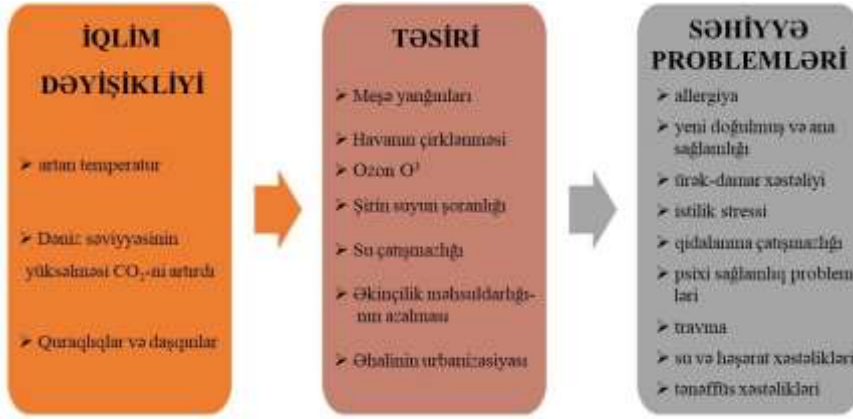 İQLİM
DƏYİŞİKLİYİ
➢ artan temperatur
➢ Dəniz səviyyəsinin
yüksəlməsi CO₂-ni artırdı
➢ Quraqlıqlar və daşqınlar
TƏSİRİ
➢ Meşə yanğınları
➢ Havanın çirklənməsi
➢ Ozon O³
➢ Şirin suyun şoranlığı
➢ Su çatışmazlığı
➢ Əkinçilik məhsuldarlığı-
nın azalması
➢ Əhalinin urbanizasiyası
SƏHİYYƏ
PROBLEMLƏRİ
➢ allergiya
➢ yeni doğulmuş və ana
sağlamlığı
➢ ürək-damar xəstəliyi
➢ istilik stressi
➢ qidalanma çatışmazlığı
➢ psixi sağlamlıq problem
ləri
➢ travma
➢ su və həşərat xəstəlikləri
➢ tənəffüs xəstəlikləri